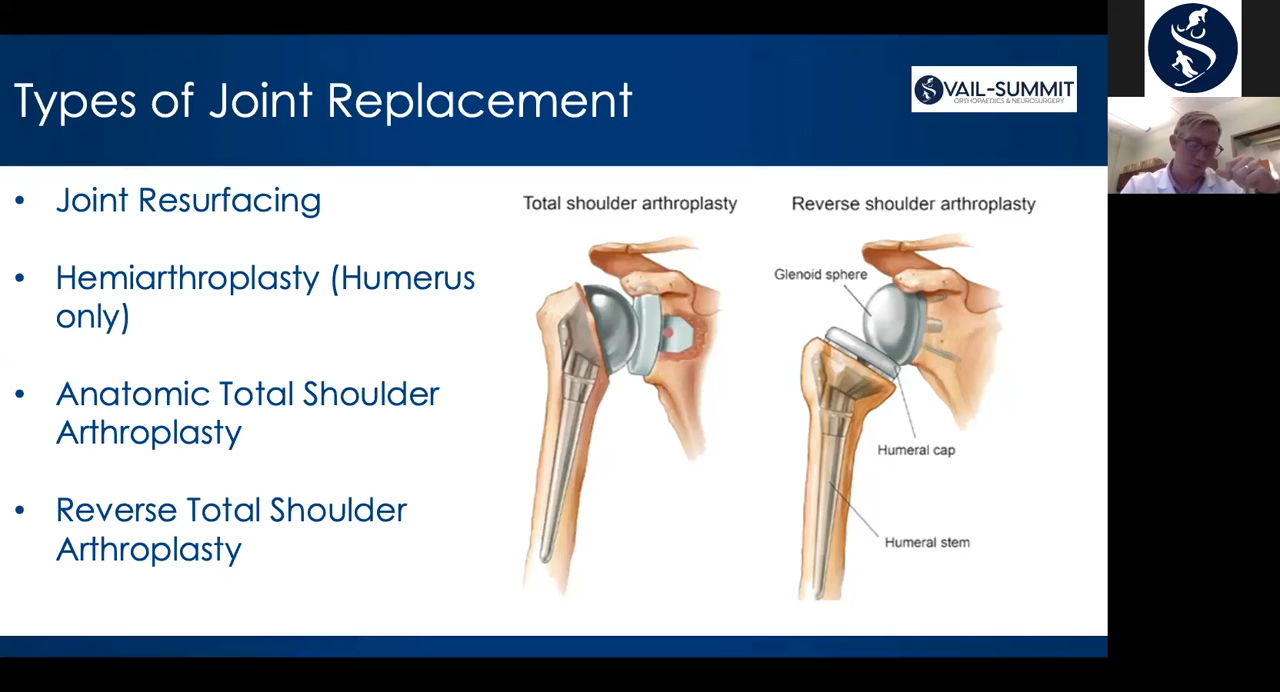 Types of Joint Replacement
VAIL-SUMMIT
ORTHOPAEDICS & NEUROSURGERY
• Joint Resurfacing
• Hemiarthroplasty (Humerus
only)
• Anatomic Total Shoulder
Arthroplasty
• Reverse Total Shoulder
Arthroplasty
Total shoulder arthroplasty
Reverse shoulder arthroplasty
Glenoid sphere
Humeral cap
Humeral stem